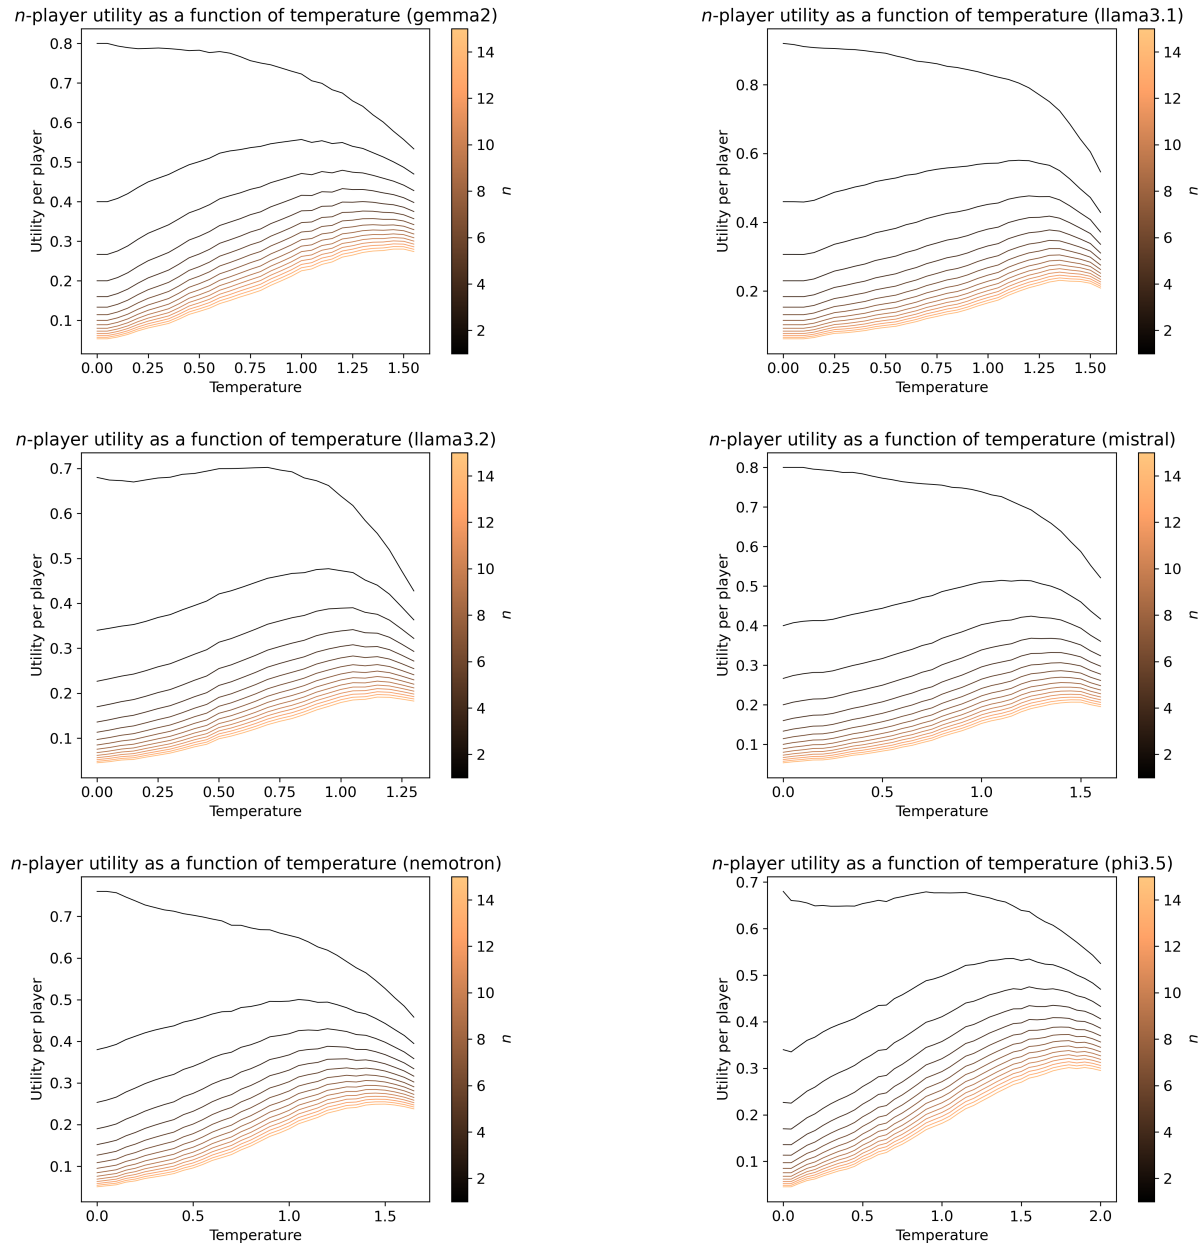 n-player utility as a function of temperature (gemma2)
Utility per player
0.8
0.7
0.6
0.5
0.4
0.3
0.2
0.1
0.00 0.25 0.50 0.75 1.00 1.25 1.50
Temperature
14
12
10
8
6
4
2
n
n-player utility as a function of temperature (llama3.1)
Utility per player
0.8
0.6
0.4
0.2
0.00 0.25 0.50 0.75 1.00 1.25 1.50
Temperature
14
12
10
8
6
4
2
n
n-player utility as a function of temperature (llama3.2)
Utility per player
0.7
0.6
0.5
0.4
0.3
0.2
0.1
0.00 0.25 0.50 0.75 1.00 1.25
Temperature
14
12
10
8
6
4
2
n
n-player utility as a function of temperature (mistral)
Utility per player
0.8
0.7
0.6
0.5
0.4
0.3
0.2
0.1
0.0 0.5 1.0 1.5
Temperature
14
12
10
8
6
4
2
n
n-player utility as a function of temperature (nemotron)
Utility per player
0.7
0.6
0.5
0.4
0.3
0.2
0.1
0.0 0.5 1.0 1.5
Temperature
14
12
10
8
6
4
2
n
n-player utility as a function of temperature (phi3.5)
Utility per player
0.7
0.6
0.5
0.4
0.3
0.2
0.1
0.0 0.5 1.0 1.5 2.0
Temperature
14
12
10
8
6
4
2
n